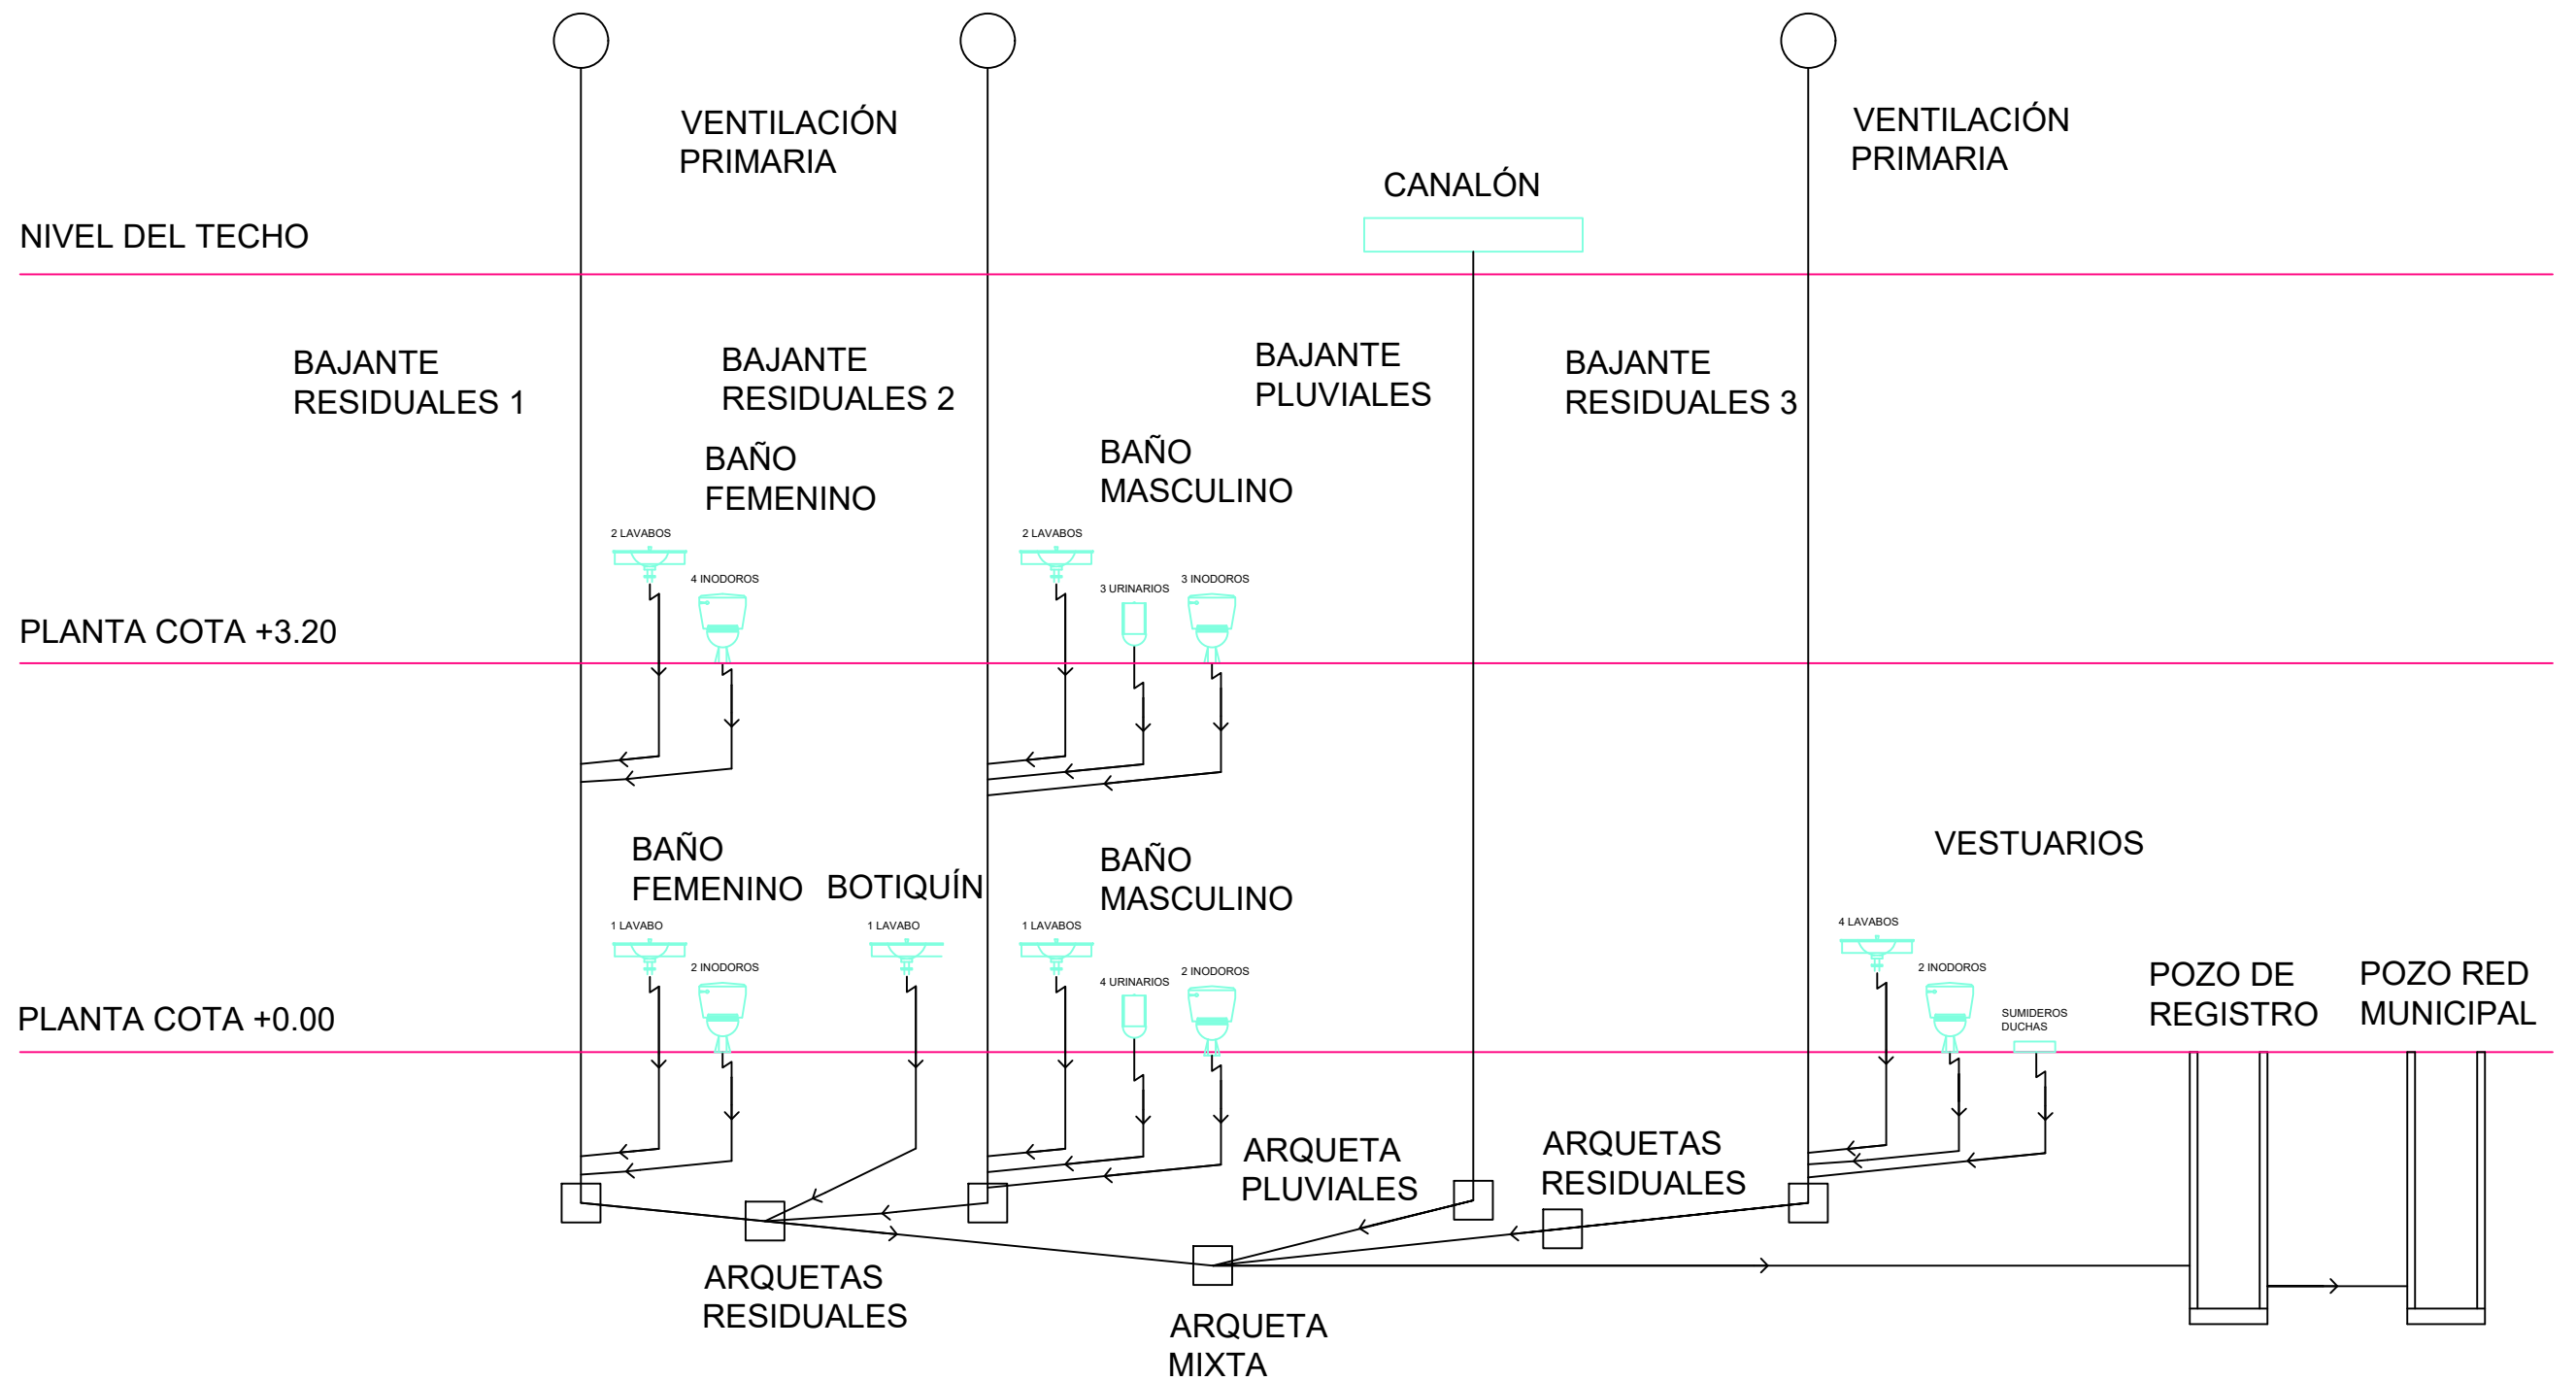 VENTILACIÓN
PRIMARIA
VENTILACIÓN
PRIMARIA
CANALÓN
NIVEL DEL TECHO
BAJANTE
RESIDUALES 1
BAJANTE
RESIDUALES 2
BAJANTE
PLUVIALES
BAJANTE
RESIDUALES 3
BAÑO
FEMENINO
BAÑO
MASCULINO
2 LAVABOS
4 INODOROS
2 LAVABOS
3 URINARIOS
3 INODOROS
PLANTA COTA +3.20
BAÑO
FEMENINO
BOTIQUÍN
BAÑO
MASCULINO
VESTUARIOS
1 LAVABO
2 INODOROS
1 LAVABO
1 LAVABOS
4 URINARIOS
2 INODOROS
4 LAVABOS
2 INODOROS
SUMIDEROS
DUCHAS
POZO DE
REGISTRO
POZO RED
MUNICIPAL
PLANTA COTA +0.00
ARQUETA
PLUVIALES
ARQUETAS
RESIDUALES
ARQUETAS
RESIDUALES
ARQUETA
MIXTA